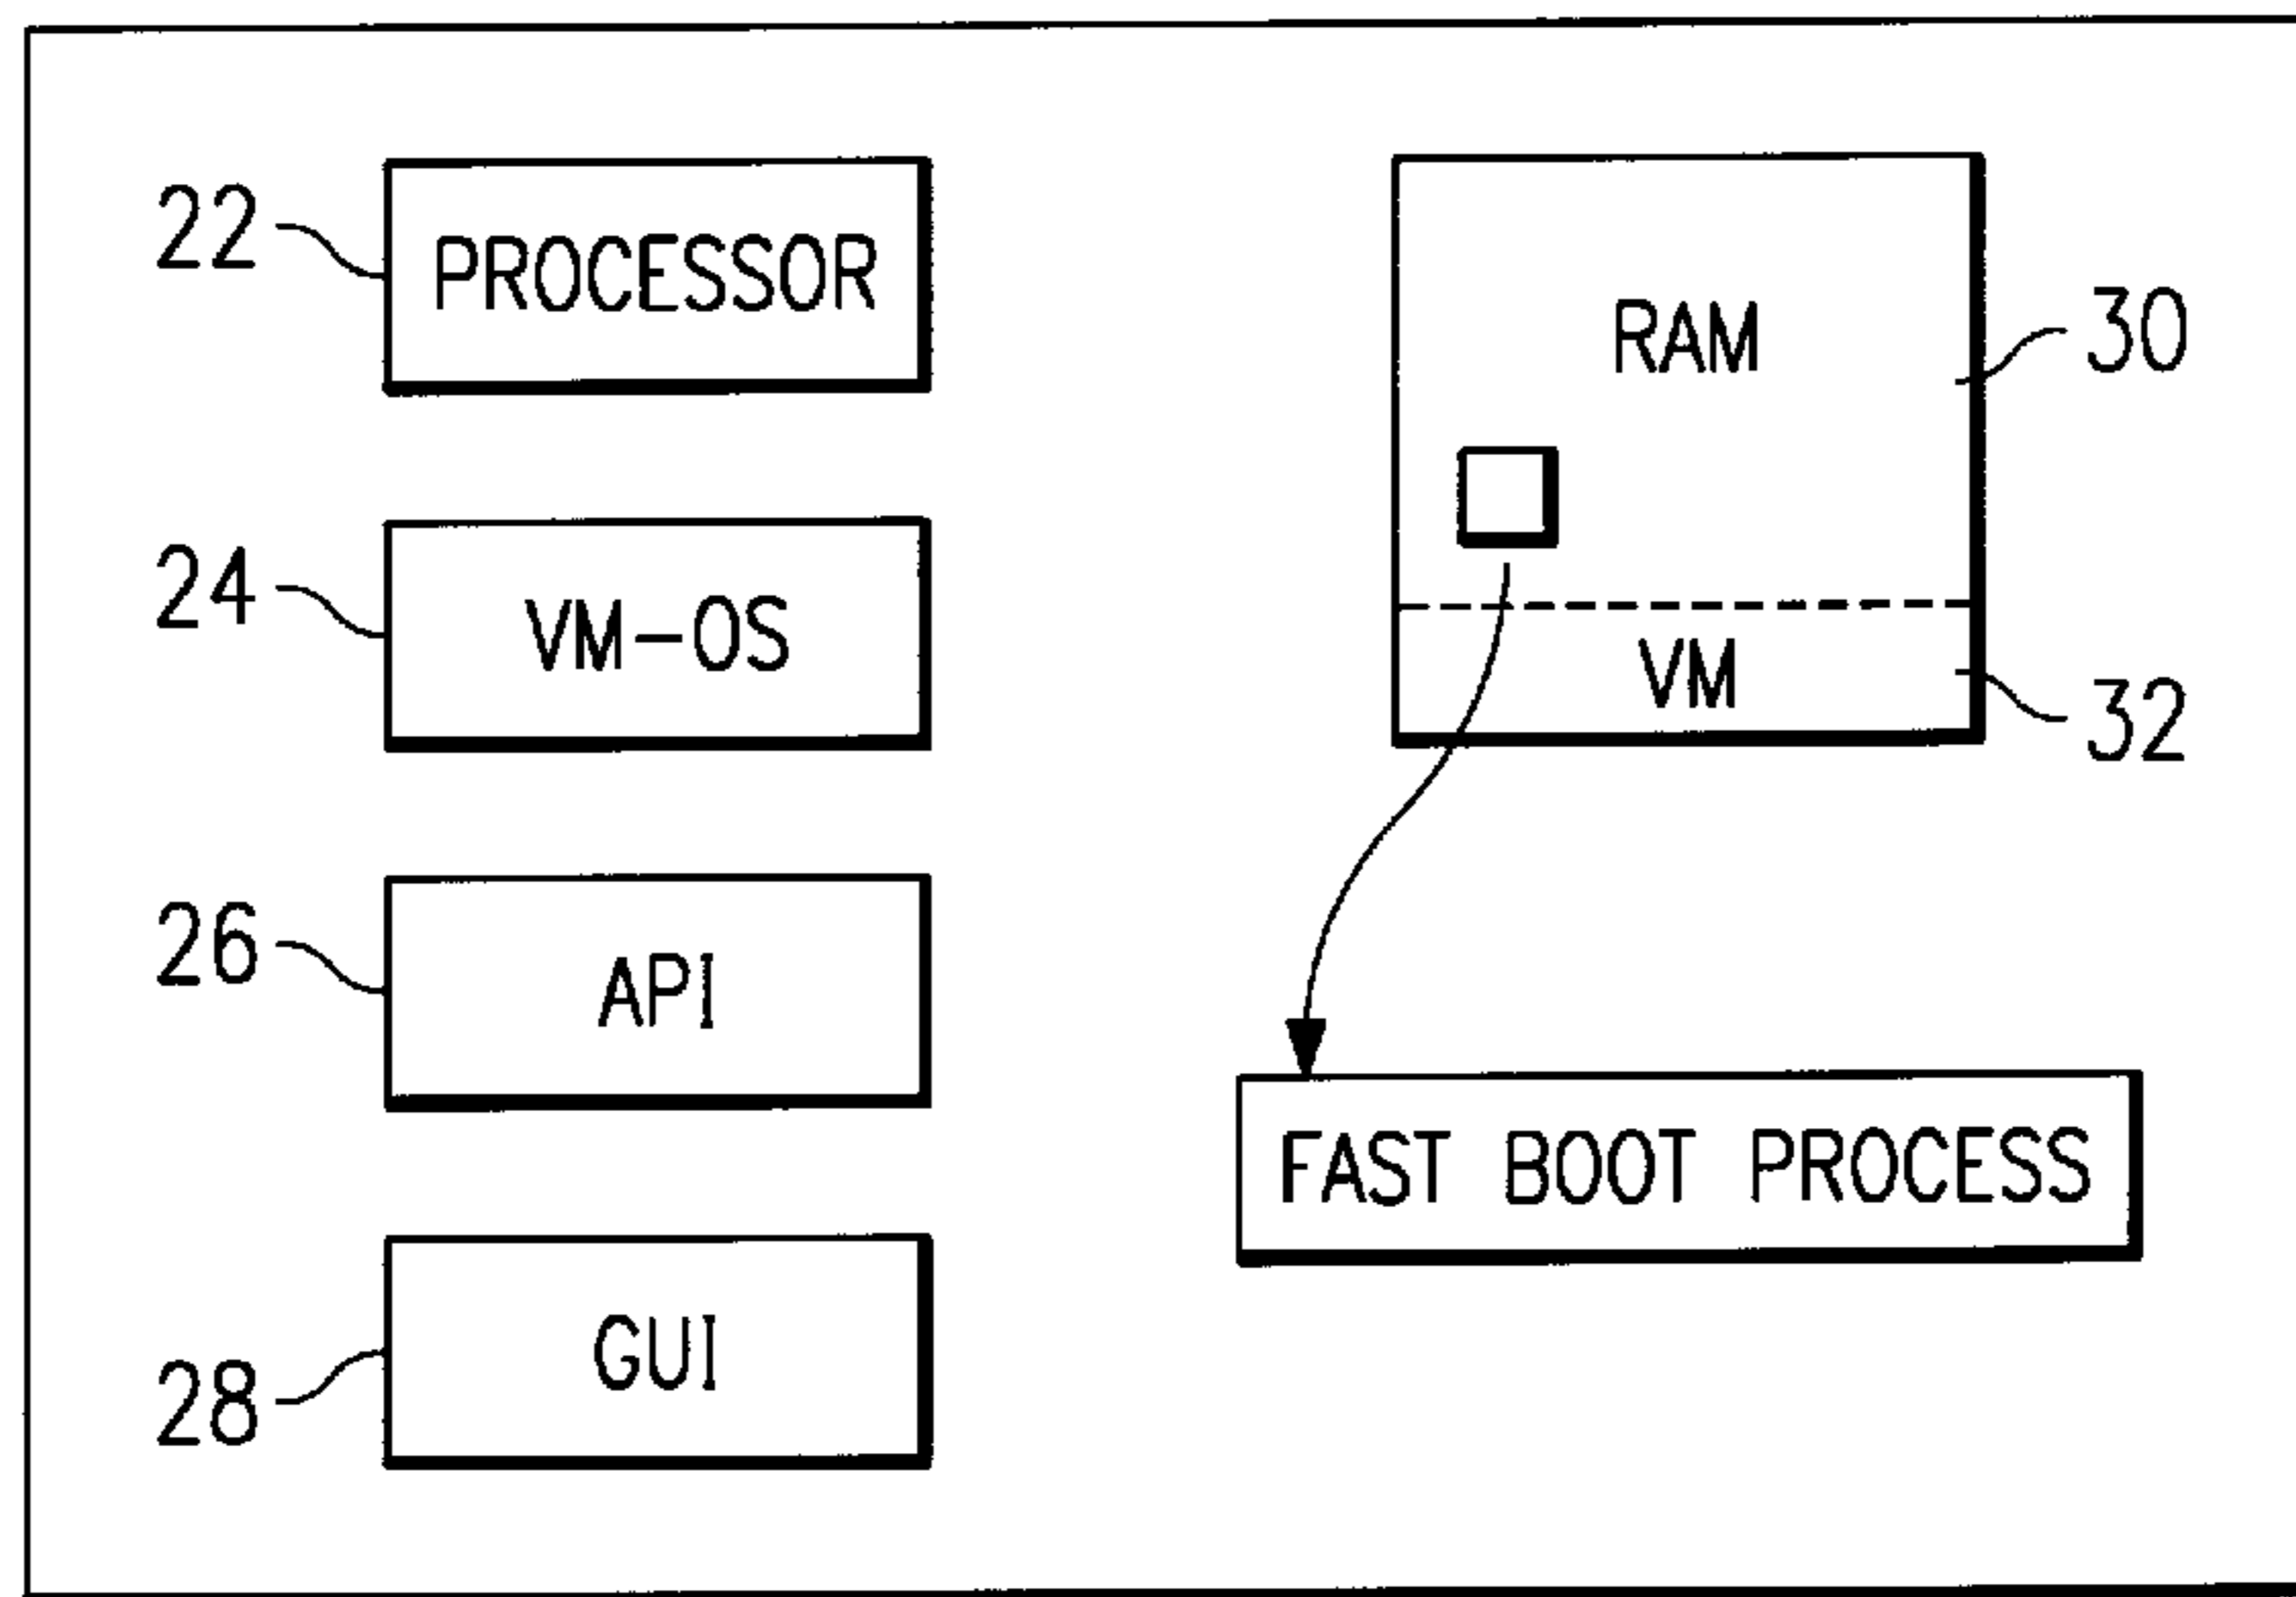 22
PROCESSOR
24
VM-OS
26
API
28
GUI
RAM
30
VM
32
FAST BOOT PROCESS